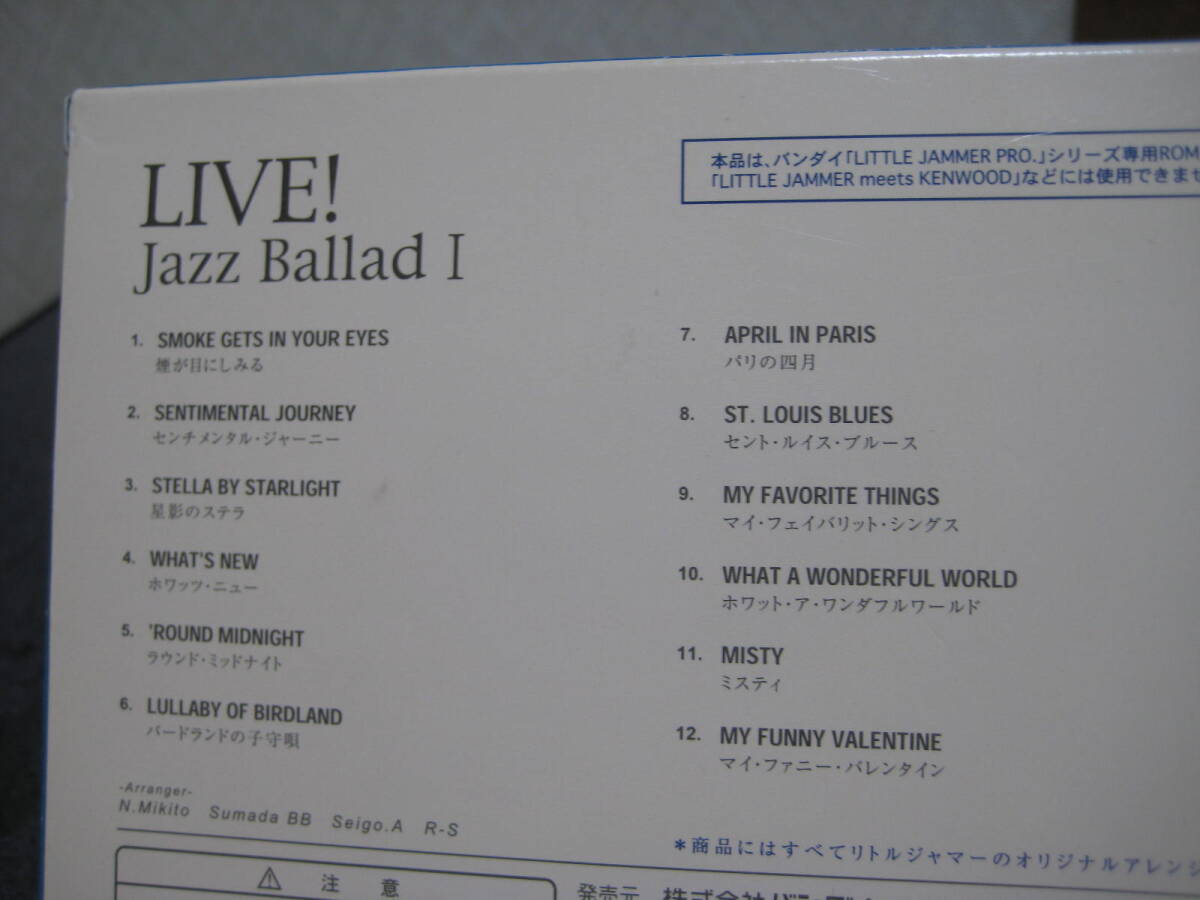 LIVE!
Jazz Ballad I
本品は、バンダイ「LITTLE JAMMER PRO.」シリーズ専用ROM
「LITTLE JAMMER meets KENWOOD」などには使用できませ
1. SMOKE GETS IN YOUR EYES
煙が目にしみる
2. SENTIMENTAL JOURNEY
センチメンタル・ジャーニー
3. STELLA BY STARLIGHT
星影のステラ
4. WHAT'S NEW
ホワッツ・ニュー
5. 'ROUND MIDNIGHT
ラウンド・ミッドナイト
6. LULLABY OF BIRDLAND
バードランドの子守唄
7. APRIL IN PARIS
パリの四月
8. ST. LOUIS BLUES
セント・ルイス・ブルース
9. MY FAVORITE THINGS
マイ・フェイバリット・シングス
10. WHAT A WONDERFUL WORLD
ホワット・ア・ワンダフルワールド
11. MISTY
ミスティ
12. MY FUNNY VALENTINE
マイ・ファニー・バレンタイン
-Arranger-
N.Mikito Sumada BB Seigo.A R-S
*商品にはすべてリトルジャマーのオリジナルアレンジ
注意
発売元 株式会社バンダイ